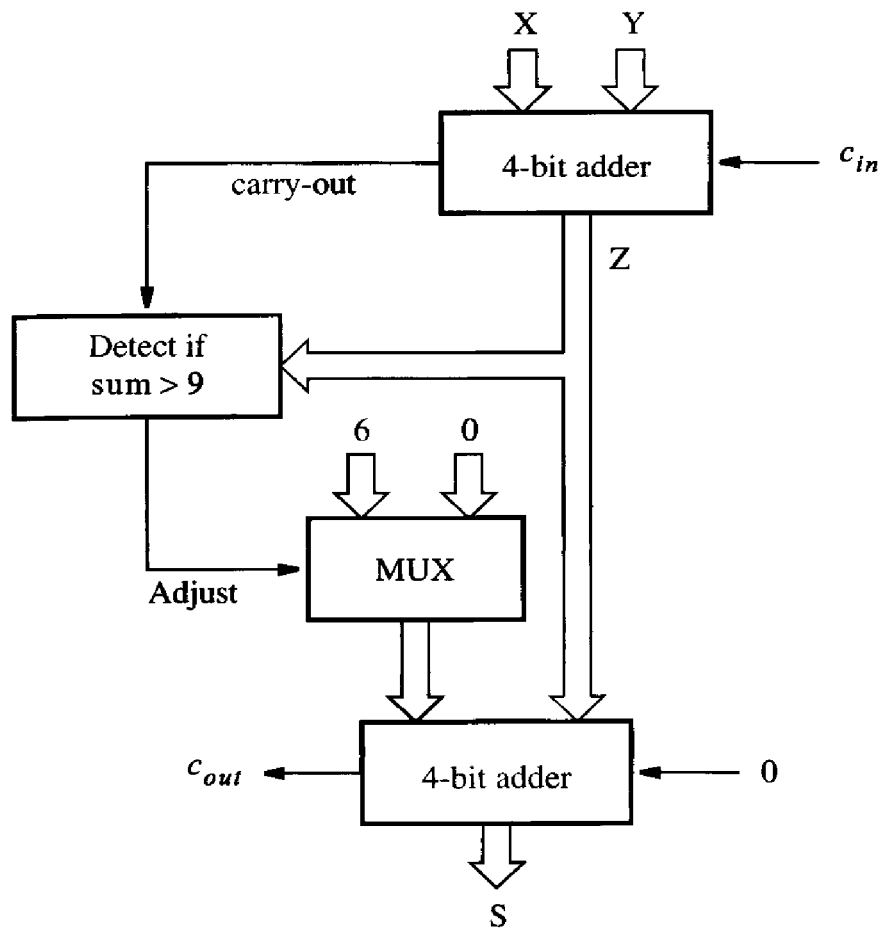 X
Y
4-bit adder
c_in
carry-out
Z
Detect if
sum > 9
6
0
MUX
Adjust
c_out
4-bit adder
0
S